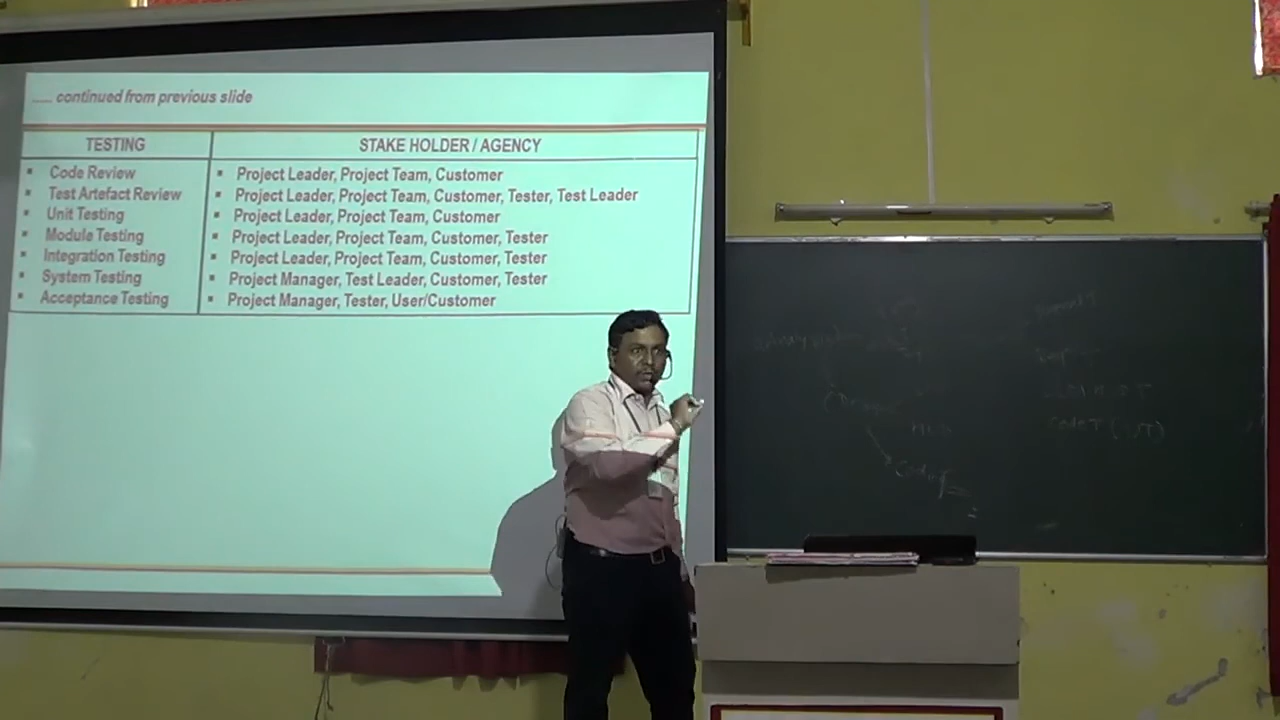 ...... continued from previous slide
TESTING STAKE HOLDER / AGENCY
▪ Code Review ▪ Project Leader, Project Team, Customer
▪ Test Artefact Review ▪ Project Leader, Project Team, Customer, Tester, Test Leader
▪ Unit Testing ▪ Project Leader, Project Team, Customer
▪ Module Testing ▪ Project Leader, Project Team, Customer, Tester
▪ Integration Testing ▪ Project Leader, Project Team, Customer, Tester
▪ System Testing ▪ Project Manager, Test Leader, Customer, Tester
▪ Acceptance Testing ▪ Project Manager, Tester, User/Customer